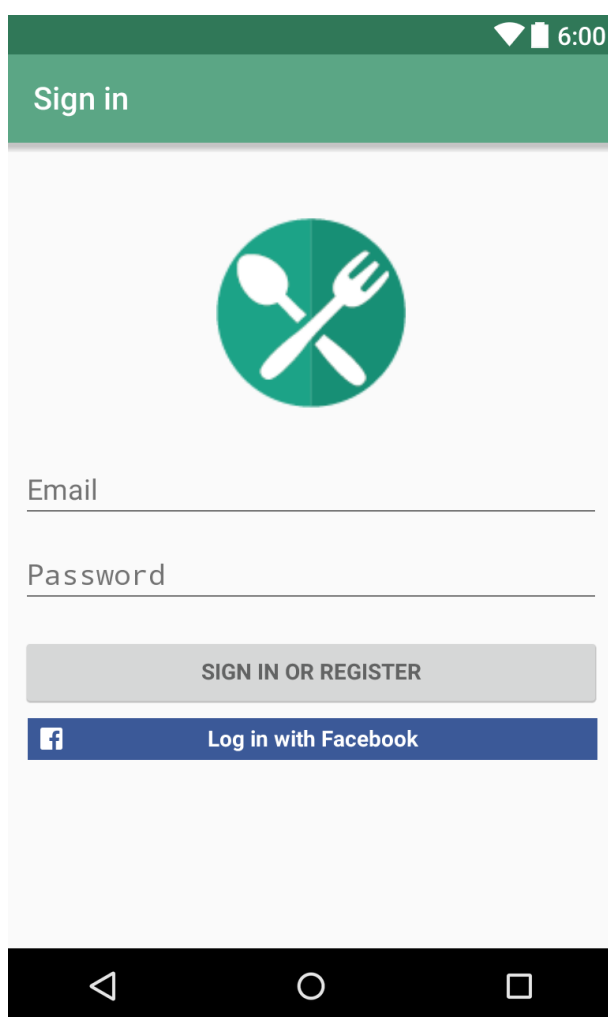 6:00
Sign in
Email
Password
SIGN IN OR REGISTER
Log in with Facebook